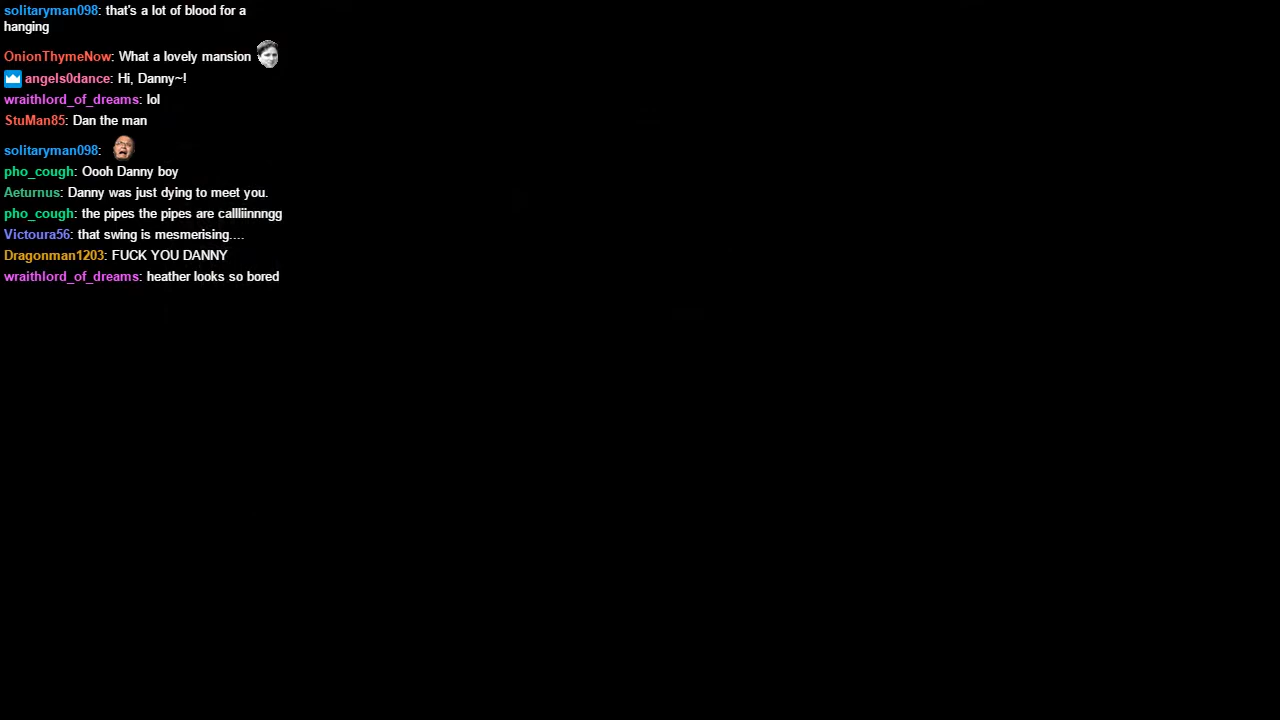 solitaryman098: that's a lot of blood for a
hanging
OnionThymeNow: What a lovely mansion
angels0dance: Hi, Danny~!
wraithlord_of_dreams: lol
StuMan85: Dan the man
solitaryman098:
pho_cough: Oooh Danny boy
Aeturnus: Danny was just dying to meet you.
pho_cough: the pipes the pipes are callliinnngg
Victoura56: that swing is mesmerising....
Dragonman1203: FUCK YOU DANNY
wraithlord_of_dreams: heather looks so bored